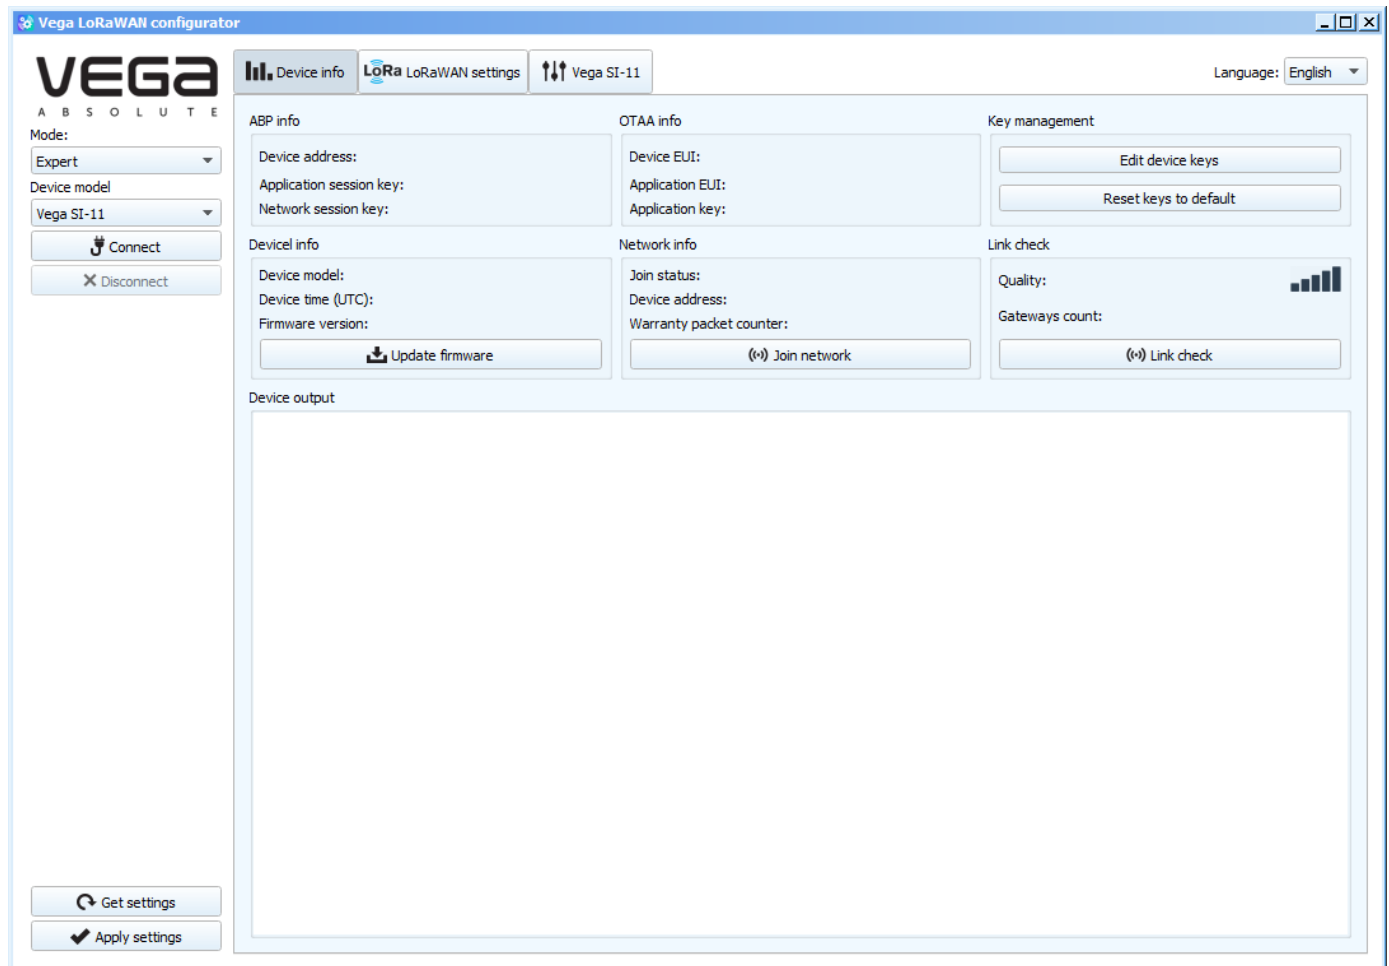 Vega LoRaWAN configurator
VEGA
ABSOLUTE
Mode:
Expert
Device model
Vega SI-11
Connect
Disconnect
Get settings
Apply settings
Device info
LoRa LoRaWAN settings
Vega SI-11
Language: English
ABP info
Device address:
Application session key:
Network session key:
OTAA info
Device EUI:
Application EUI:
Application key:
Key management
Edit device keys
Reset keys to default
Devicel info
Device model:
Device time (UTC):
Firmware version:
Update firmware
Network info
Join status:
Device address:
Warranty packet counter:
Join network
Link check
Quality:
Gateways count:
Link check
Device output